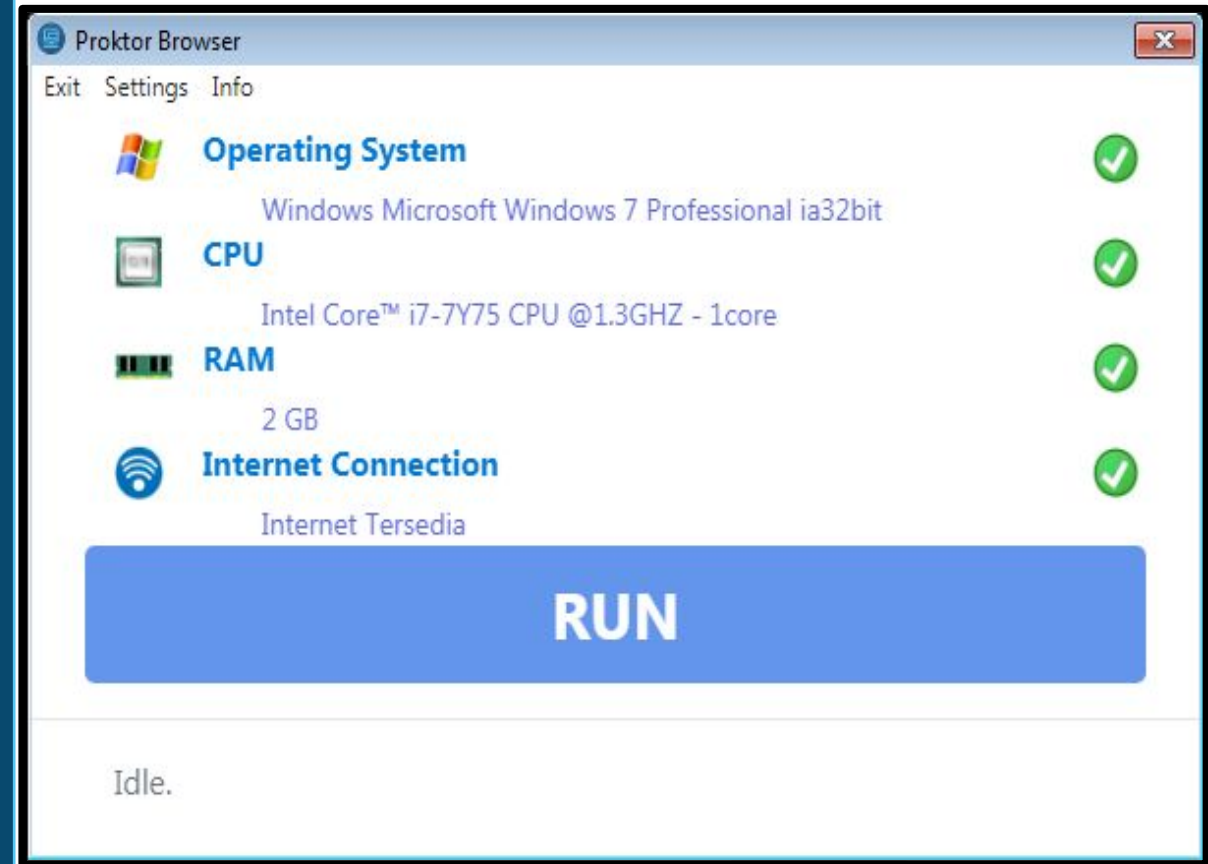 Proktor Browser
Exit Settings Info
Operating System
Windows Microsoft Windows 7 Professional ia32bit
CPU
Intel Core™ i7-7Y75 CPU @1.3GHZ - 1core
RAM
2 GB
Internet Connection
Internet Tersedia
RUN
Idle.